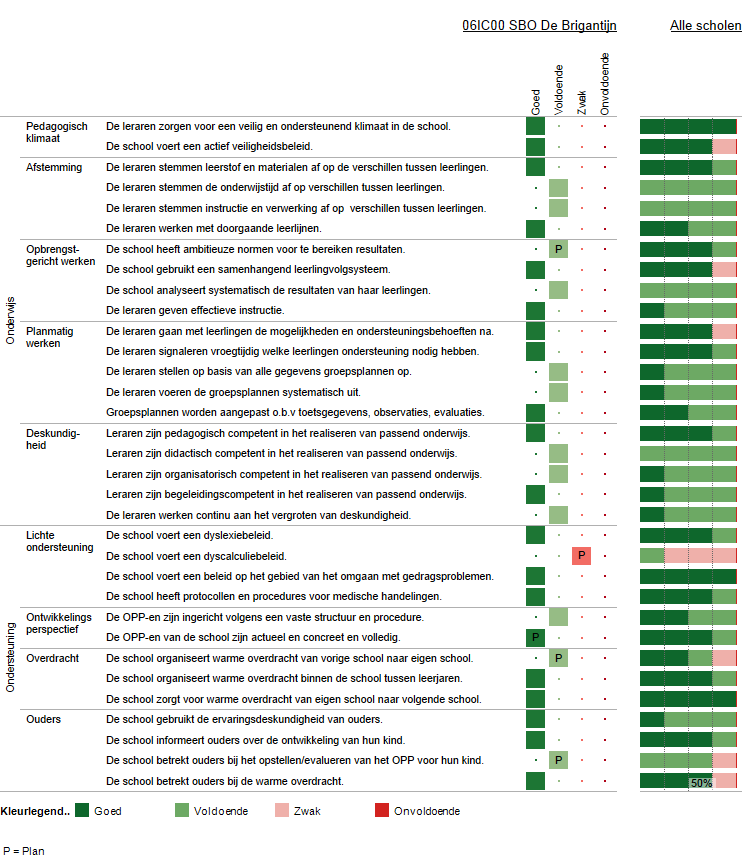 06IC00 SBO De Brigantijn Alle scholen
Goed Voldoende Zwak Onvoldoende
Onderwijs
Pedagogisch klimaat
De leraren zorgen voor een veilig en ondersteunend klimaat in de school.
De school voert een actief veiligheidsbeleid.
Afstemming
De leraren stemmen leerstof en materialen af op de verschillen tussen leerlingen.
De leraren stemmen de onderwijstijd af op verschillen tussen leerlingen.
De leraren stemmen instructie en verwerking af op verschillen tussen leerlingen.
De leraren werken met doorgaande leerlijnen.
Opbrengst-
gericht werken
De school heeft ambitieuze normen voor te bereiken resultaten. P
De school gebruikt een samenhangend leerlingvolgsysteem.
De school analyseert systematisch de resultaten van haar leerlingen.
De leraren geven effectieve instructie.
Planmatig
werken
De leraren gaan met leerlingen de mogelijkheden en ondersteuningsbehoeften na.
De leraren signaleren vroegtijdig welke leerlingen ondersteuning nodig hebben.
De leraren stellen op basis van alle gegevens groepsplannen op.
De leraren voeren de groepsplannen systematisch uit.
Groepsplannen worden aangepast o.b.v toetsgegevens, observaties, evaluaties.
Deskundig-
heid
Leraren zijn pedagogisch competent in het realiseren van passend onderwijs.
Leraren zijn didactisch competent in het realiseren van passend onderwijs.
Leraren zijn organisatorisch competent in het realiseren van passend onderwijs.
Leraren zijn begeleidingscompetent in het realiseren van passend onderwijs.
De leraren werken continu aan het vergroten van deskundigheid.
Ondersteuning
Lichte
ondersteuning
De school voert een dyslexiebeleid.
De school voert een dyscalculiebeleid. P
De school voert een beleid op het gebied van het omgaan met gedragsproblemen.
De school heeft protocollen en procedures voor medische handelingen.
Ontwikkelings
perspectief
De OPP-en zijn ingericht volgens een vaste structuur en procedure.
De OPP-en van de school zijn actueel en concreet en volledig. P
Overdracht
De school organiseert warme overdracht van vorige school naar eigen school. P
De school organiseert warme overdracht binnen de school tussen leerjaren.
De school zorgt voor warme overdracht van eigen school naar volgende school.
Ouders
De school gebruikt de ervaringsdeskundigheid van ouders.
De school informeert ouders over de ontwikkeling van hun kind.
De school betrekt ouders bij het opstellen/evalueren van het OPP voor hun kind. P
De school betrekt ouders bij de warme overdracht. 50%
Kleurlegend.. Goed Voldoende Zwak Onvoldoende
P = Plan